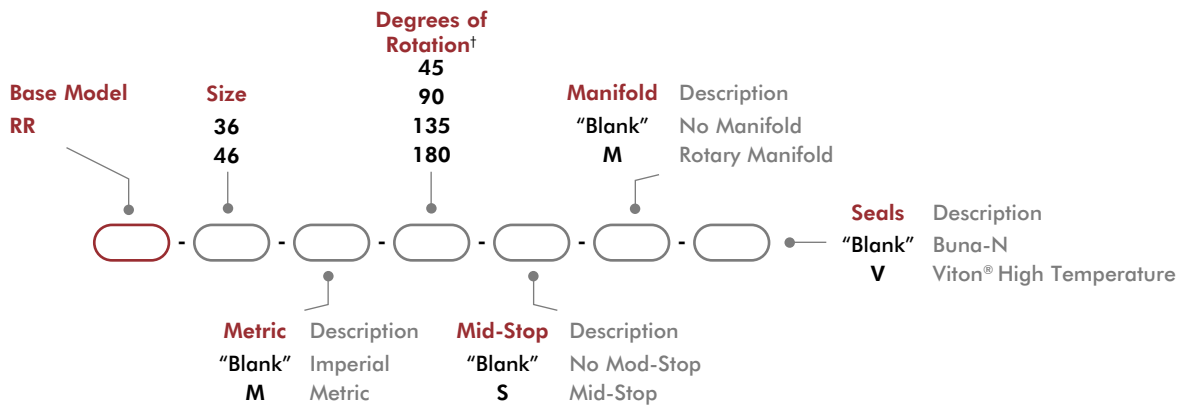 Degrees of
Rotation†
45
90
135
180
Base Model
RR
Size
36
46
Manifold Description
"Blank" No Manifold
M Rotary Manifold
- - - - - -
Seals Description
"Blank" Buna-N
V Viton® High Temperature
Metric Description
"Blank" Imperial
M Metric
Mid-Stop Description
"Blank" No Mod-Stop
S Mid-Stop